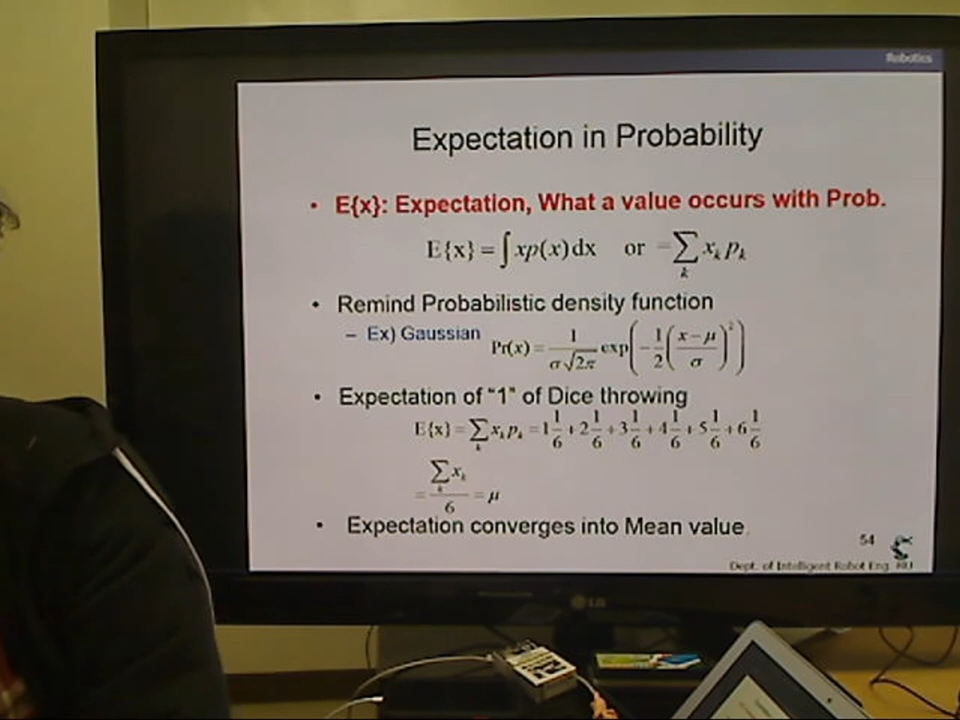 Robotics
Expectation in Probability
• E{x}: Expectation, What a value occurs with Prob.
E{x} = ∫ xp(x)dx or = ∑_k x_k p_k
• Remind Probabilistic density function
– Ex) Gaussian Pr(x) = 1/(σ√2π) exp(−1/2((x−μ)/σ)²)
• Expectation of "1" of Dice throwing
E{x} = ∑_k x_k p_k = 1 1/6 + 2 1/6 + 3 1/6 + 4 1/6 + 5 1/6 + 6 1/6
= ∑_k x_k / 6 = μ
• Expectation converges into Mean value.
54
Dept. of Intelligent Robot Eng.
LG